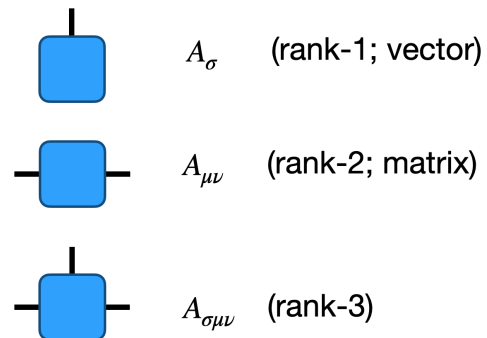 A_σ (rank-1; vector)
A_μν (rank-2; matrix)
A_σμν (rank-3)